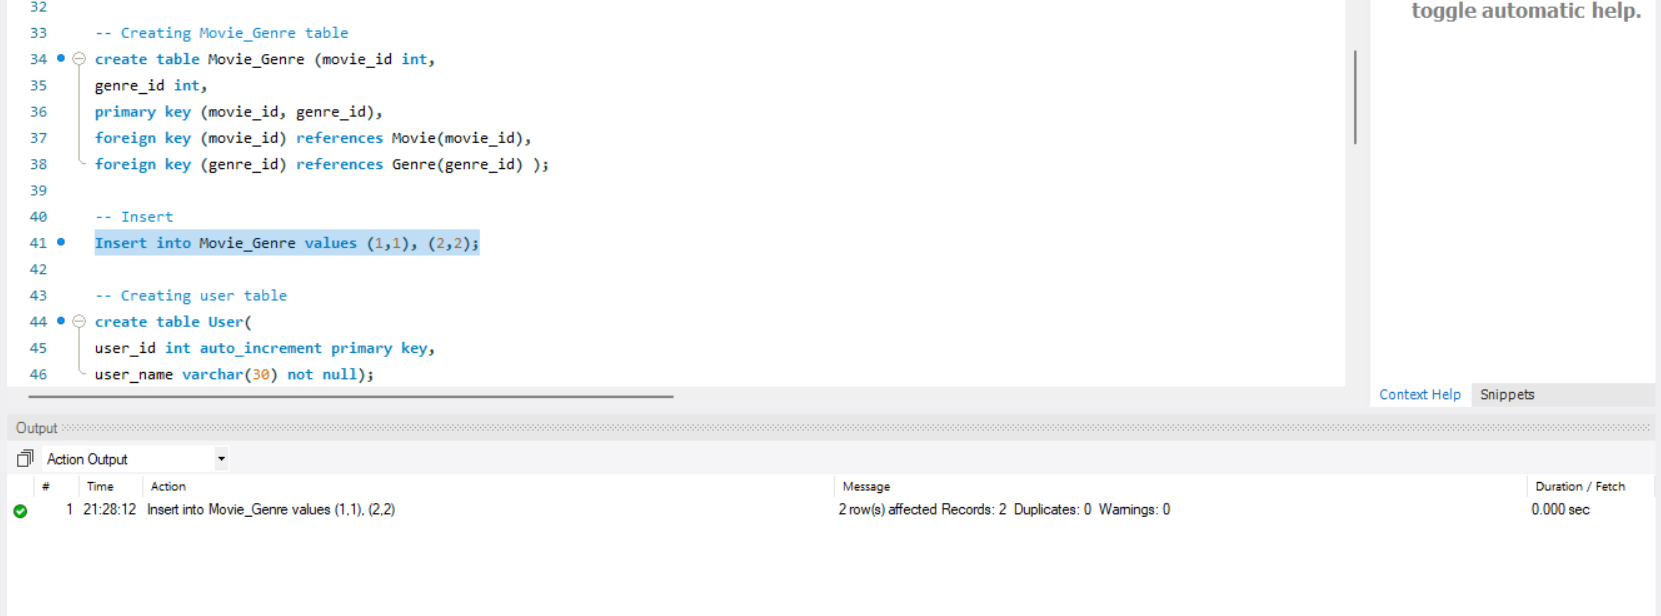 toggle automatic help.
32
33 -- Creating Movie_Genre table
34 create table Movie_Genre (movie_id int,
35 genre_id int,
36 primary key (movie_id, genre_id),
37 foreign key (movie_id) references Movie(movie_id),
38 foreign key (genre_id) references Genre(genre_id) );
39
40 -- Insert
41 Insert into Movie_Genre values (1,1), (2,2);
42
43 -- Creating user table
44 create table User(
45 user_id int auto_increment primary key,
46 user_name varchar(30) not null);
Context Help Snippets
Output
Action Output
# Time Action Message Duration / Fetch
1 21:28:12 Insert into Movie_Genre values (1,1), (2,2) 2 row(s) affected Records: 2 Duplicates: 0 Warnings: 0 0.000 sec